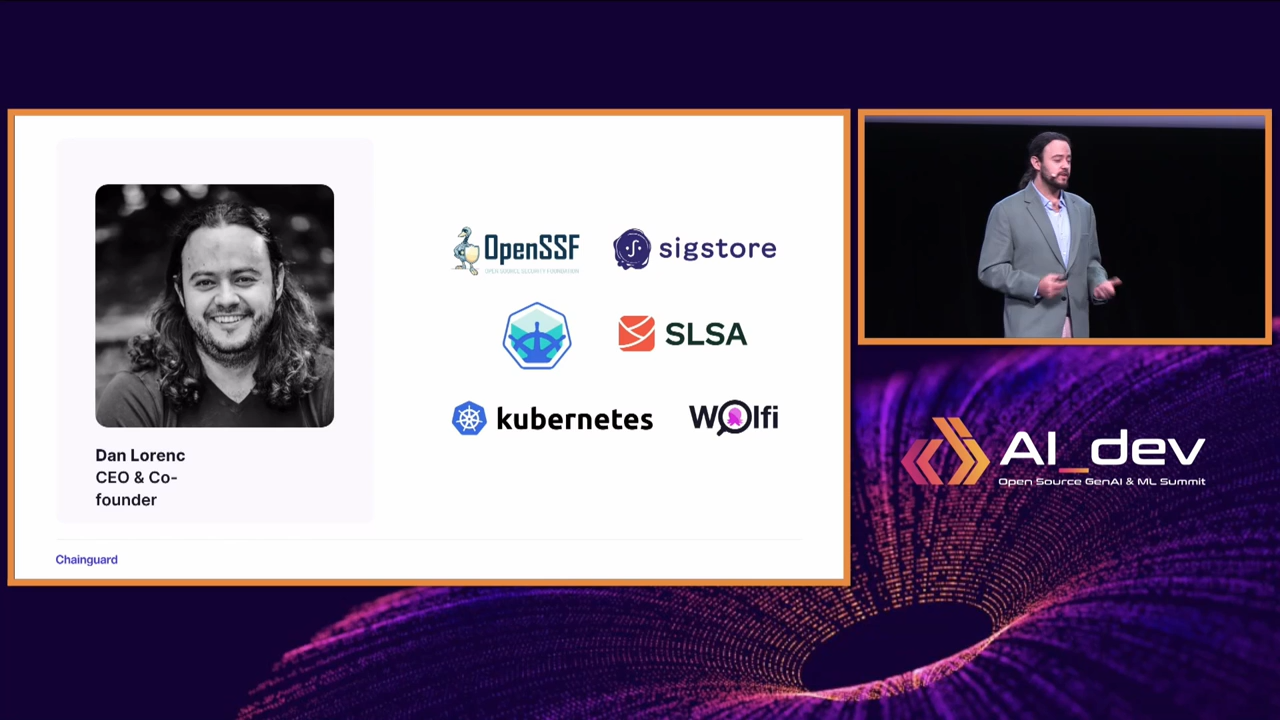 OpenSSF
OPEN SOURCE SECURITY FOUNDATION
sigstore
SLSA
kubernetes
Wolfi
Dan Lorenc
CEO & Co-
founder
Chainguard
AI_dev
Open Source GenAI & ML Summit